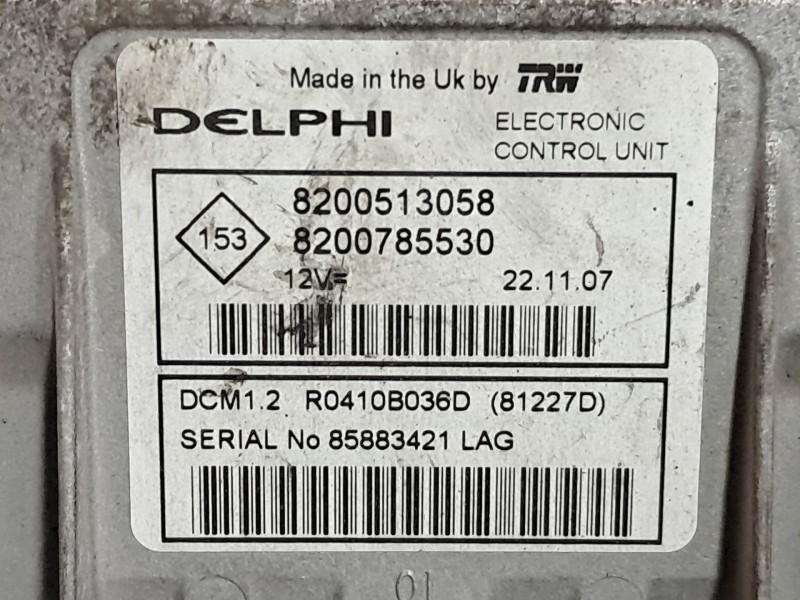 Made in the Uk by TRW
DELPHI
ELECTRONIC
CONTROL UNIT
153
8200513058
8200785530
12V= 22.11.07
DCM1.2 R0410B036D (81227D)
SERIAL No 85883421 LAG
01